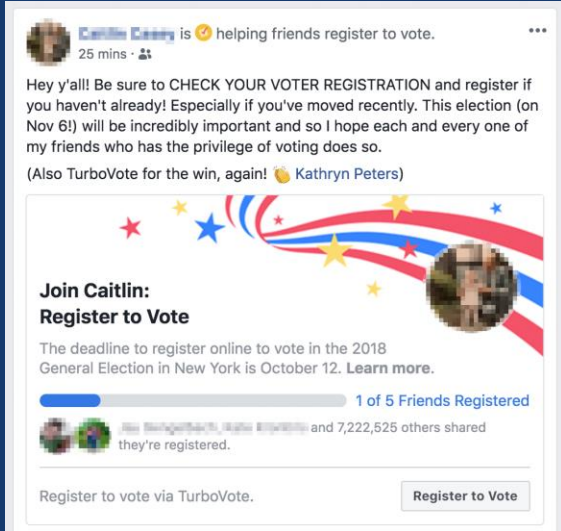 is helping friends register to vote.
25 mins ·
Hey y'all! Be sure to CHECK YOUR VOTER REGISTRATION and register if
you haven't already! Especially if you've moved recently. This election (on
Nov 6!) will be incredibly important and so I hope each and every one of
my friends who has the privilege of voting does so.
(Also TurboVote for the win, again! 👏 Kathryn Peters)
Join Caitlin:
Register to Vote
The deadline to register online to vote in the 2018
General Election in New York is October 12. Learn more.
1 of 5 Friends Registered
and 7,222,525 others shared
they're registered.
Register to vote via TurboVote.
Register to Vote